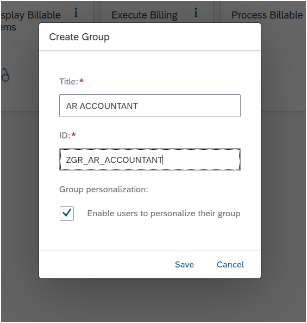 splay Billable
ems
i
Execute Billing
i
Process Billable
Create Group
Title:*
AR ACCOUNTANT
ID:*
ZGR_AR_ACCOUNTANT
Group personalization:
Enable users to personalize their group
Save
Cancel